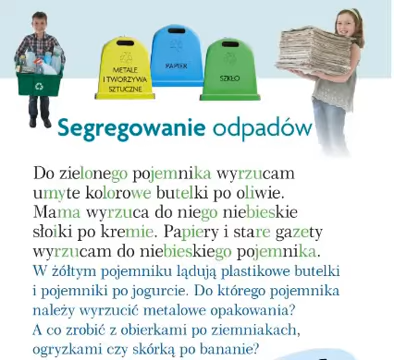 METALE
I TWORZYWA
SZTUCZNE
PAPIER
SZKŁO
Segregowanie odpadów
Do zielonego pojemnika wyrzucam
umyte kolorowe butelki po oliwie.
Mama wyrzuca do niego niebieskie
słoiki po kremie. Papiery i stare gazety
wyrzucam do niebieskiego pojemnika.
W żółtym pojemniku lądują plastikowe butelki
i pojemniki po jogurcie. Do którego pojemnika
należy wyrzucić metalowe opakowania?
A co zrobić z obierkami po ziemniakach,
ogryzkami czy skórką po bananie?